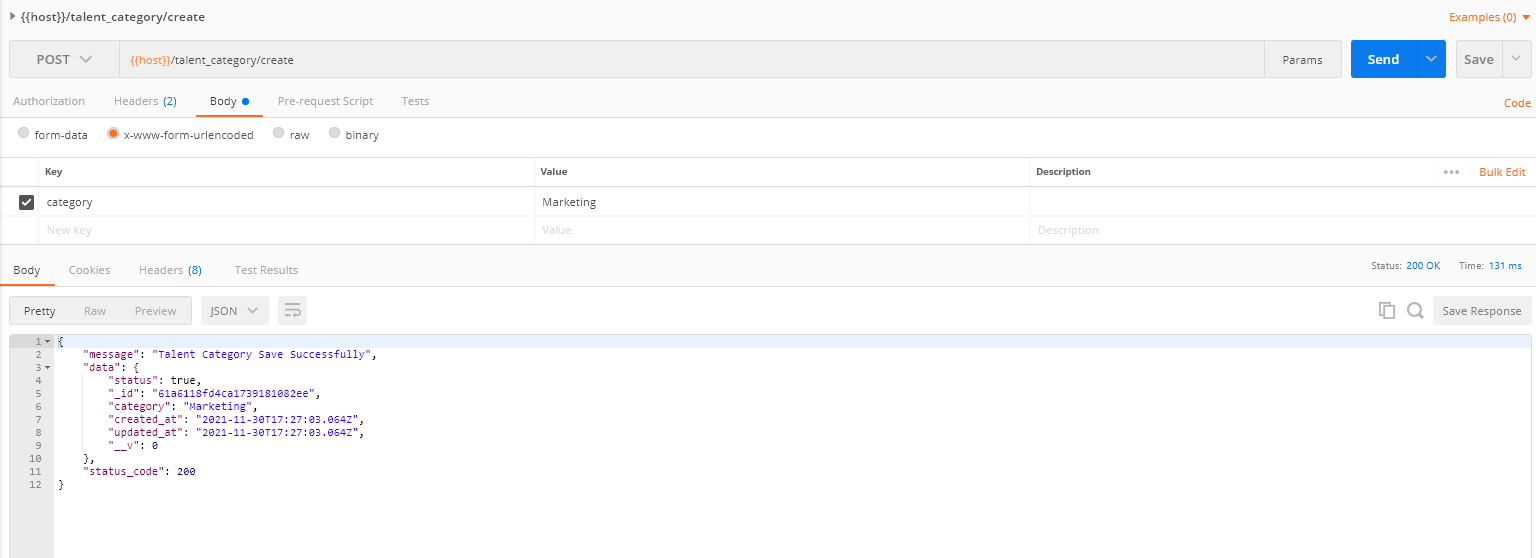 {{host}}/talent_category/create
Examples (0)
POST {{host}}/talent_category/create Params Send Save
Authorization Headers (2) Body Pre-request Script Tests Code
form-data x-www-form-urlencoded raw binary
Key Value Description ••• Bulk Edit
category Marketing
New key Value Description
Body Cookies Headers (8) Test Results Status: 200 OK Time: 131 ms
Pretty Raw Preview JSON Save Response
1 {
2 "message": "Talent Category Save Successfully",
3 "data": {
4 "status": true,
5 "_id": "61a6118fd4ca1739181082ee",
6 "category": "Marketing",
7 "created_at": "2021-11-30T17:27:03.064Z",
8 "updated_at": "2021-11-30T17:27:03.064Z",
9 "__v": 0
10 },
11 "status_code": 200
12 }